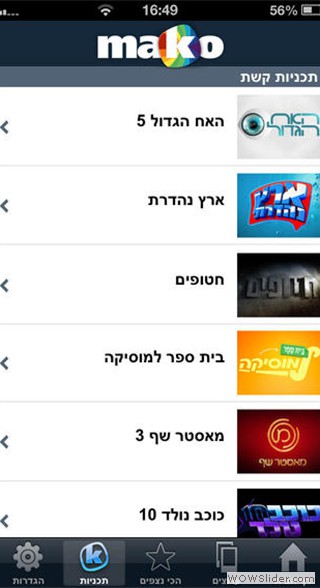 16:49
56%
mako
תכניות קשת
האח הגדול 5
האח הגדול
ארץ נהדרת
ארץ נהדרת
חטופים
חטופים
בית ספר למוסיקה
בית ספר
למוסיקה
מאסטר שף 3
מאסטר שף
כוכב נולד 10
כוכב
נולד
הגדרות
תכניות
הכי נצפים
WOWSlider.com